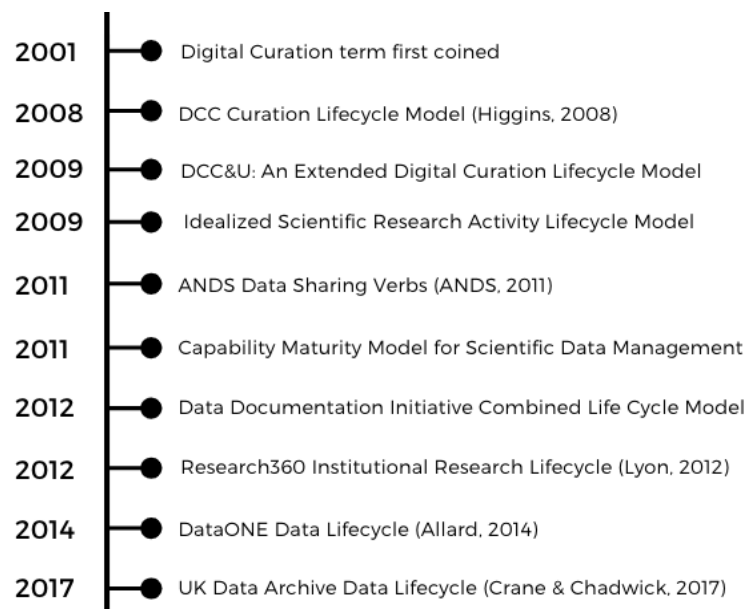 2001 Digital Curation term first coined
2008 DCC Curation Lifecycle Model (Higgins, 2008)
2009 DCC&U: An Extended Digital Curation Lifecycle Model
2009 Idealized Scientific Research Activity Lifecycle Model
2011 ANDS Data Sharing Verbs (ANDS, 2011)
2011 Capability Maturity Model for Scientific Data Management
2012 Data Documentation Initiative Combined Life Cycle Model
2012 Research360 Institutional Research Lifecycle (Lyon, 2012)
2014 DataONE Data Lifecycle (Allard, 2014)
2017 UK Data Archive Data Lifecycle (Crane & Chadwick, 2017)